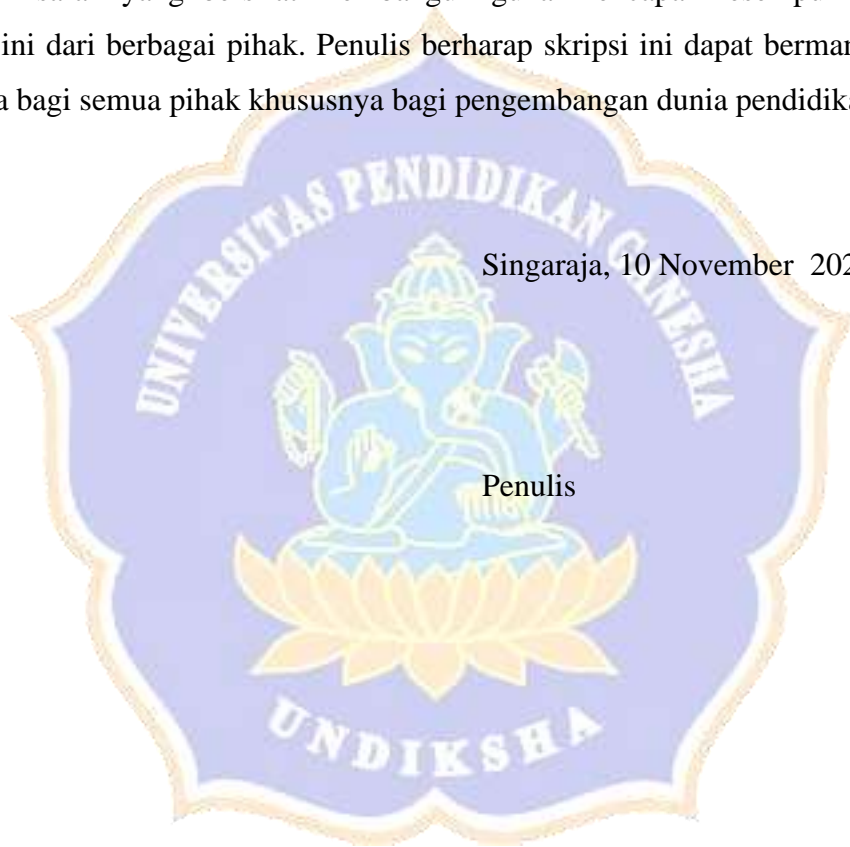 ini dari berbagai pihak. Penulis berharap skripsi ini dapat berman
a bagi semua pihak khususnya bagi pengembangan dunia pendidika
UNIVERSITAS PENDIDIKAN GANESHA
Singaraja, 10 November 202
Penulis
UNDIKSHA